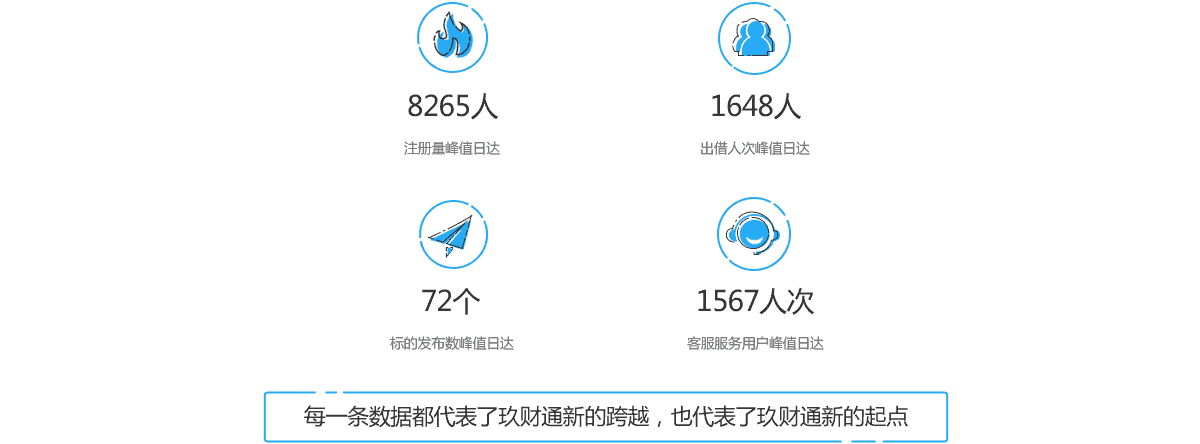 8265人
1648人
注册量峰值日达
出借人次峰值日达
72个
1567人次
标的发布数峰值日达
客服服务用户峰值日达
每一条数据都代表了玖财通新的跨越，也代表了玖财通新的起点